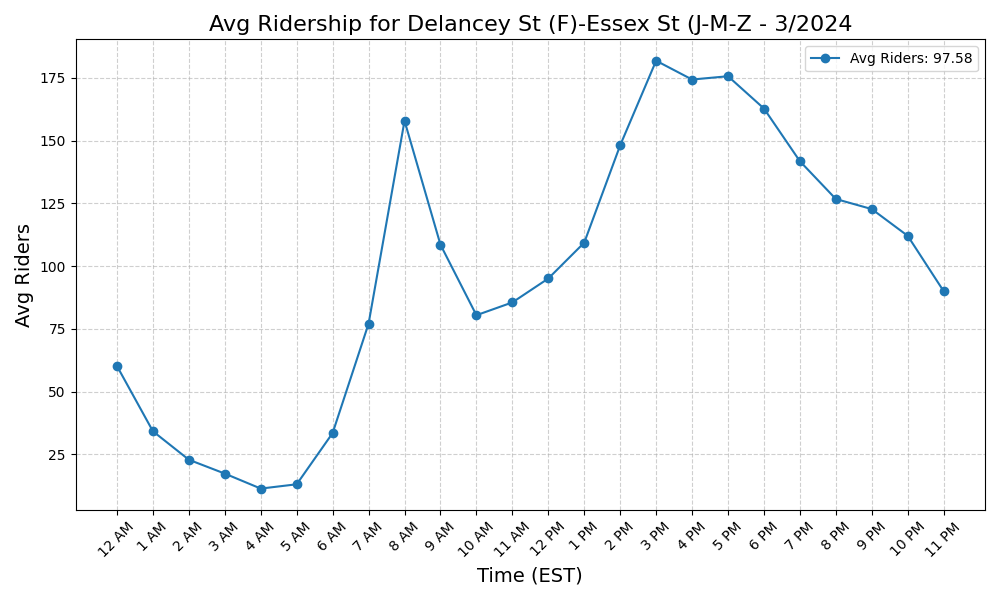 Avg Ridership for Delancey St (F)-Essex St (J-M-Z - 3/2024
Avg Riders: 97.58
Avg Riders
175
150
125
100
75
50
25
12 AM
1 AM
2 AM
3 AM
4 AM
5 AM
6 AM
7 AM
8 AM
9 AM
10 AM
11 AM
12 PM
1 PM
2 PM
3 PM
4 PM
5 PM
6 PM
7 PM
8 PM
9 PM
10 PM
11 PM
Time (EST)